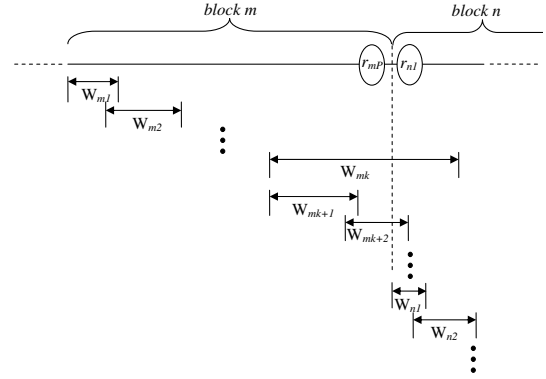 block m
block n
r_mP
r_n1
W_m1
W_m2
W_mk
W_mk+1
W_mk+2
W_n1
W_n2